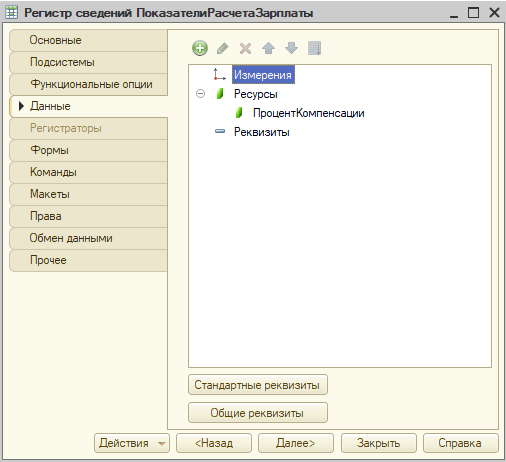 Регистр сведений ПоказателиРасчетаЗарплаты
Основные
Подсистемы
Функциональные опции
Данные
Регистраторы
Формы
Команды
Макеты
Права
Обмен данными
Прочее
Измерения
Ресурсы
ПроцентКомпенсации
Реквизиты
Стандартные реквизиты
Общие реквизиты
Действия
<Назад
Далее>
Закрыть
Справка